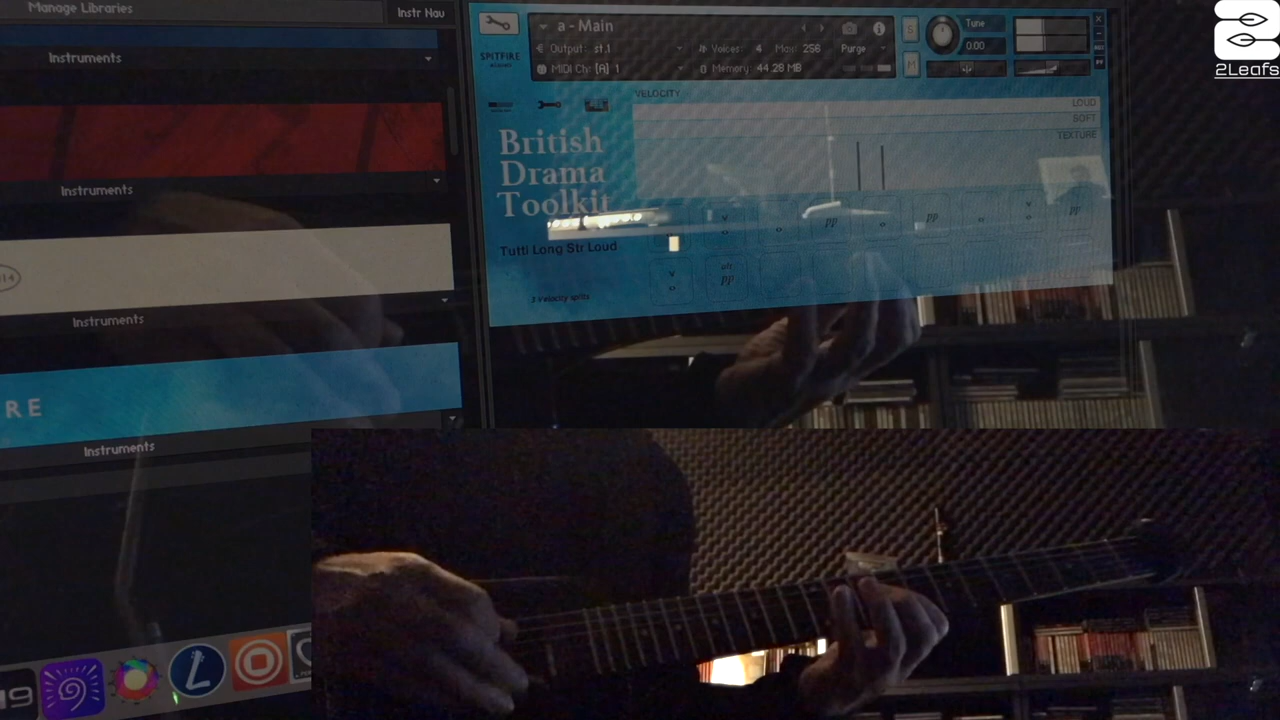 Manage Libraries
Instr Nav
Instruments
Instruments
Instruments
RE
Instruments
a - Main
Output: st.1
Voices: 4 Max: 256 Purge
MIDI Ch: [A] 1
Memory: 44.28 MB
S
M
Tune
0.00
SPITFIRE
VELOCITY
LOUD
SOFT
TEXTURE
British
Drama
Toolkit
Tutti Long Str Loud
3 Velocity splits
pp
pp
pp
pp
2Leafs